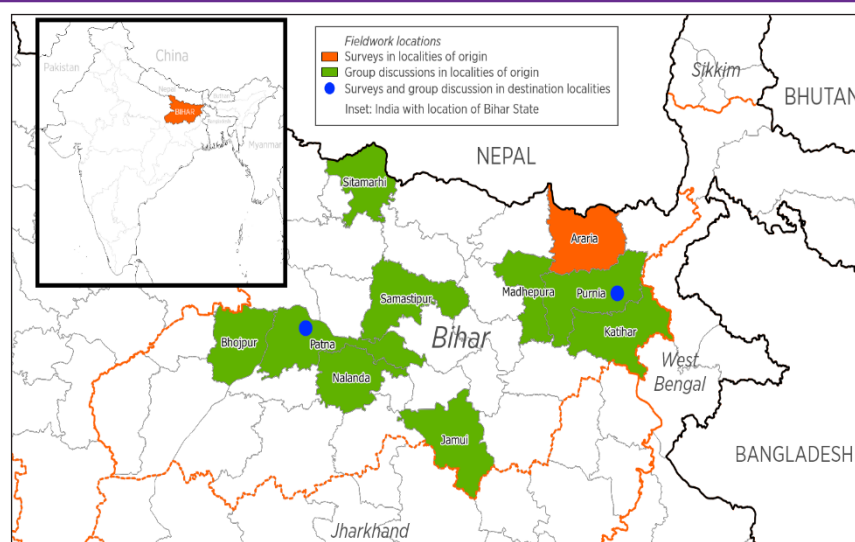 China
Pakistan
Nepal
BIHAR
Myanmar
Fieldwork locations
Surveys in localities of origin
Group discussions in localities of origin
Surveys and group discussion in destination localities
Inset: India with location of Bihar State
Sikkim
BHUTAN
NEPAL
Sitamarhi
Araria
Samastipur
Madhepura
Purnia
Bhojpur
Patna
Bihar
Katihar
Nalanda
West
Bengal
Jamui
BANGLADESH
Jharkhand